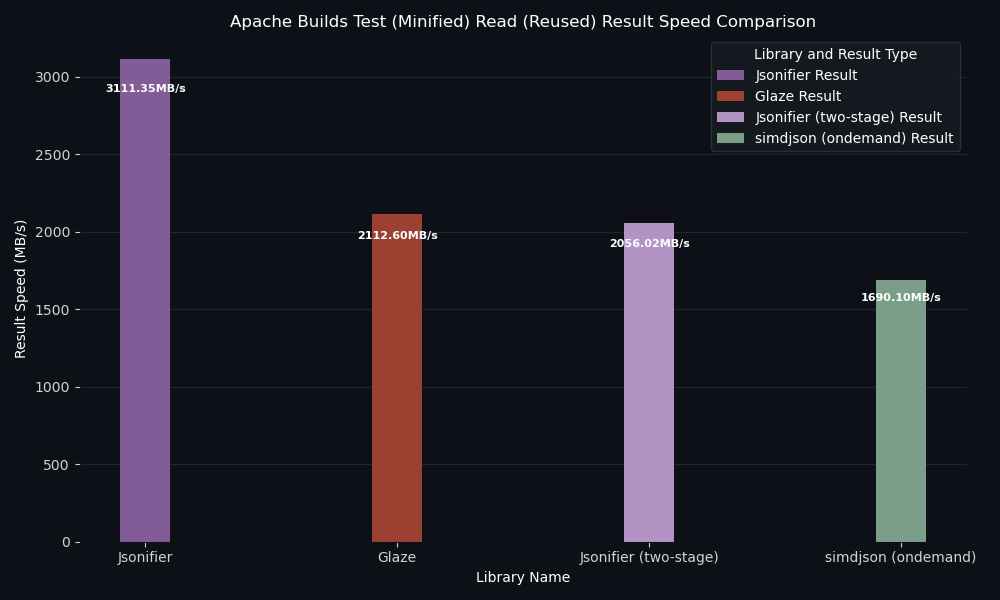 Apache Builds Test (Minified) Read (Reused) Result Speed Comparison
Library and Result Type
Jsonifier Result
Glaze Result
Jsonifier (two-stage) Result
simdjson (ondemand) Result
Result Speed (MB/s)
3000
2500
2000
1500
1000
500
0
3111.35MB/s
2112.60MB/s
2056.02MB/s
1690.10MB/s
Jsonifier
Glaze
Jsonifier (two-stage)
simdjson (ondemand)
Library Name